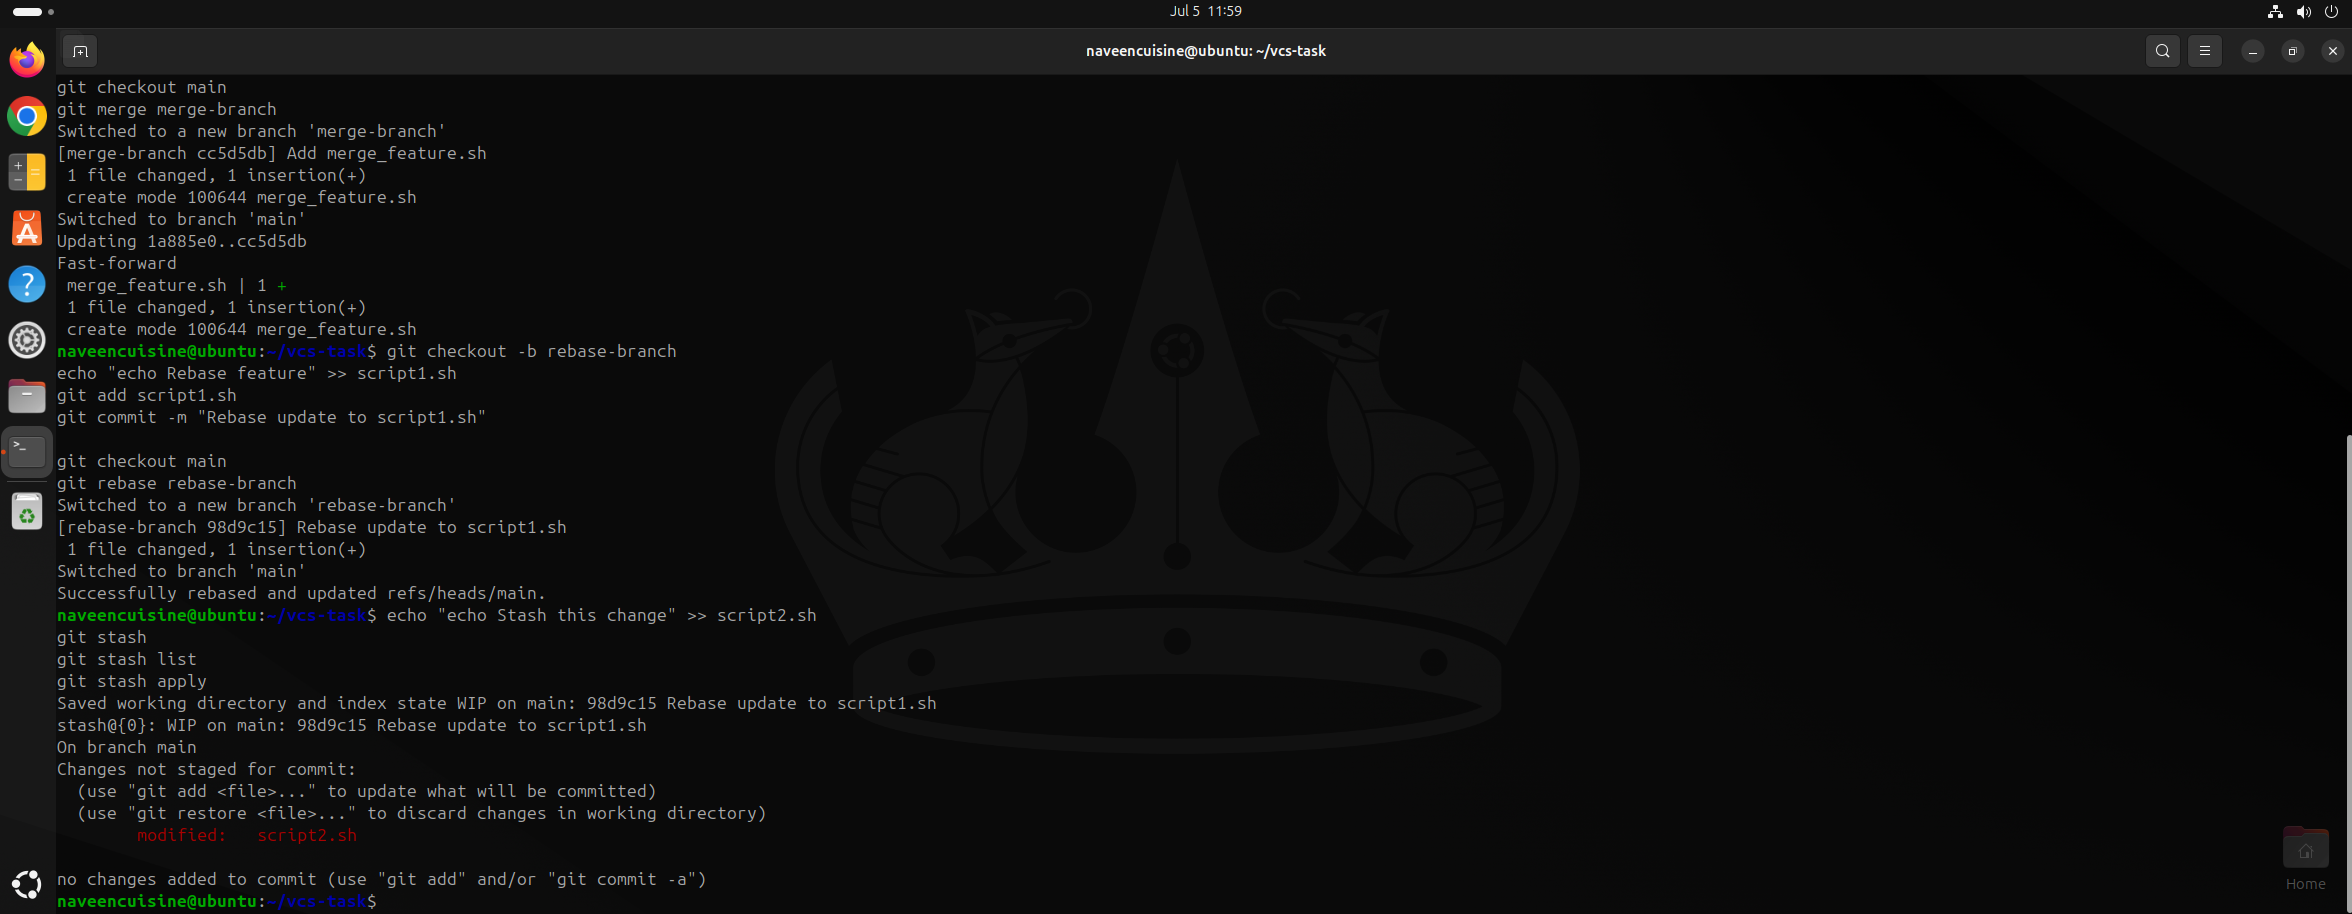 Jul 5 11:59
naveencuisine@ubuntu: ~/vcs-task
git checkout main
git merge merge-branch
Switched to a new branch 'merge-branch'
[merge-branch cc5d5db] Add merge_feature.sh
 1 file changed, 1 insertion(+)
 create mode 100644 merge_feature.sh
Switched to branch 'main'
Updating 1a885e0..cc5d5db
Fast-forward
 merge_feature.sh | 1 +
 1 file changed, 1 insertion(+)
 create mode 100644 merge_feature.sh
naveencuisine@ubuntu:~/vcs-task$ git checkout -b rebase-branch
echo "echo Rebase feature" >> script1.sh
git add script1.sh
git commit -m "Rebase update to script1.sh"
git checkout main
git rebase rebase-branch
Switched to a new branch 'rebase-branch'
[rebase-branch 98d9c15] Rebase update to script1.sh
 1 file changed, 1 insertion(+)
Switched to branch 'main'
Successfully rebased and updated refs/heads/main.
naveencuisine@ubuntu:~/vcs-task$ echo "echo Stash this change" >> script2.sh
git stash
git stash list
git stash apply
Saved working directory and index state WIP on main: 98d9c15 Rebase update to script1.sh
stash@{0}: WIP on main: 98d9c15 Rebase update to script1.sh
On branch main
Changes not staged for commit:
  (use "git add <file>..." to update what will be committed)
  (use "git restore <file>..." to discard changes in working directory)
        modified:   script2.sh
no changes added to commit (use "git add" and/or "git commit -a")
naveencuisine@ubuntu:~/vcs-task$
Home